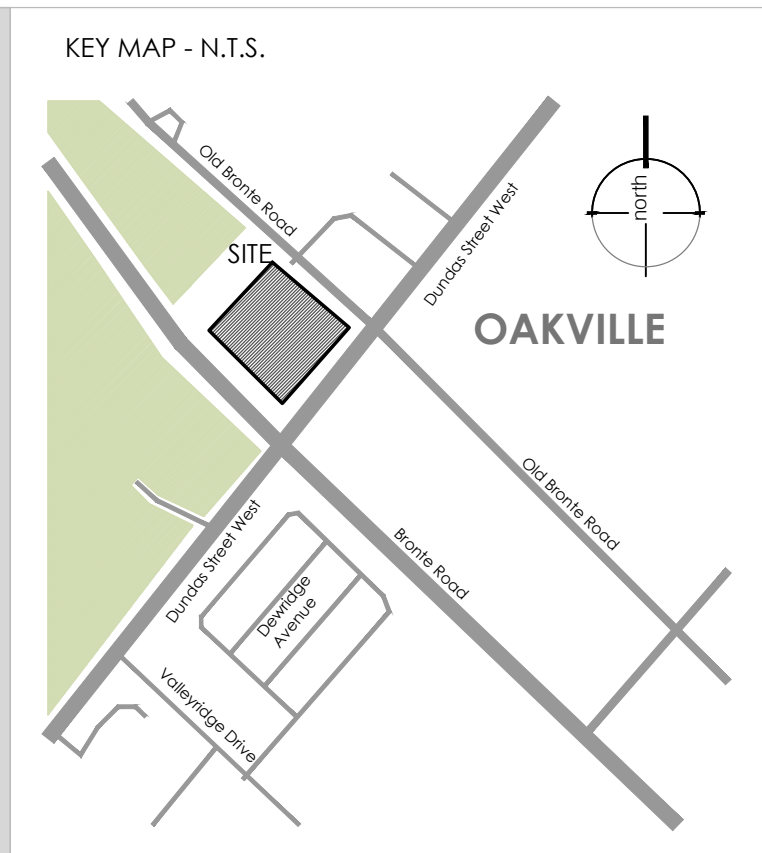 KEY MAP - N.T.S.
Old Bronte Road
north
Dundas Street West
SITE
OAKVILLE
Old Bronte Road
Dundas Street West
Bronte Road
Dewridge
Avenue
Valleyridge Drive